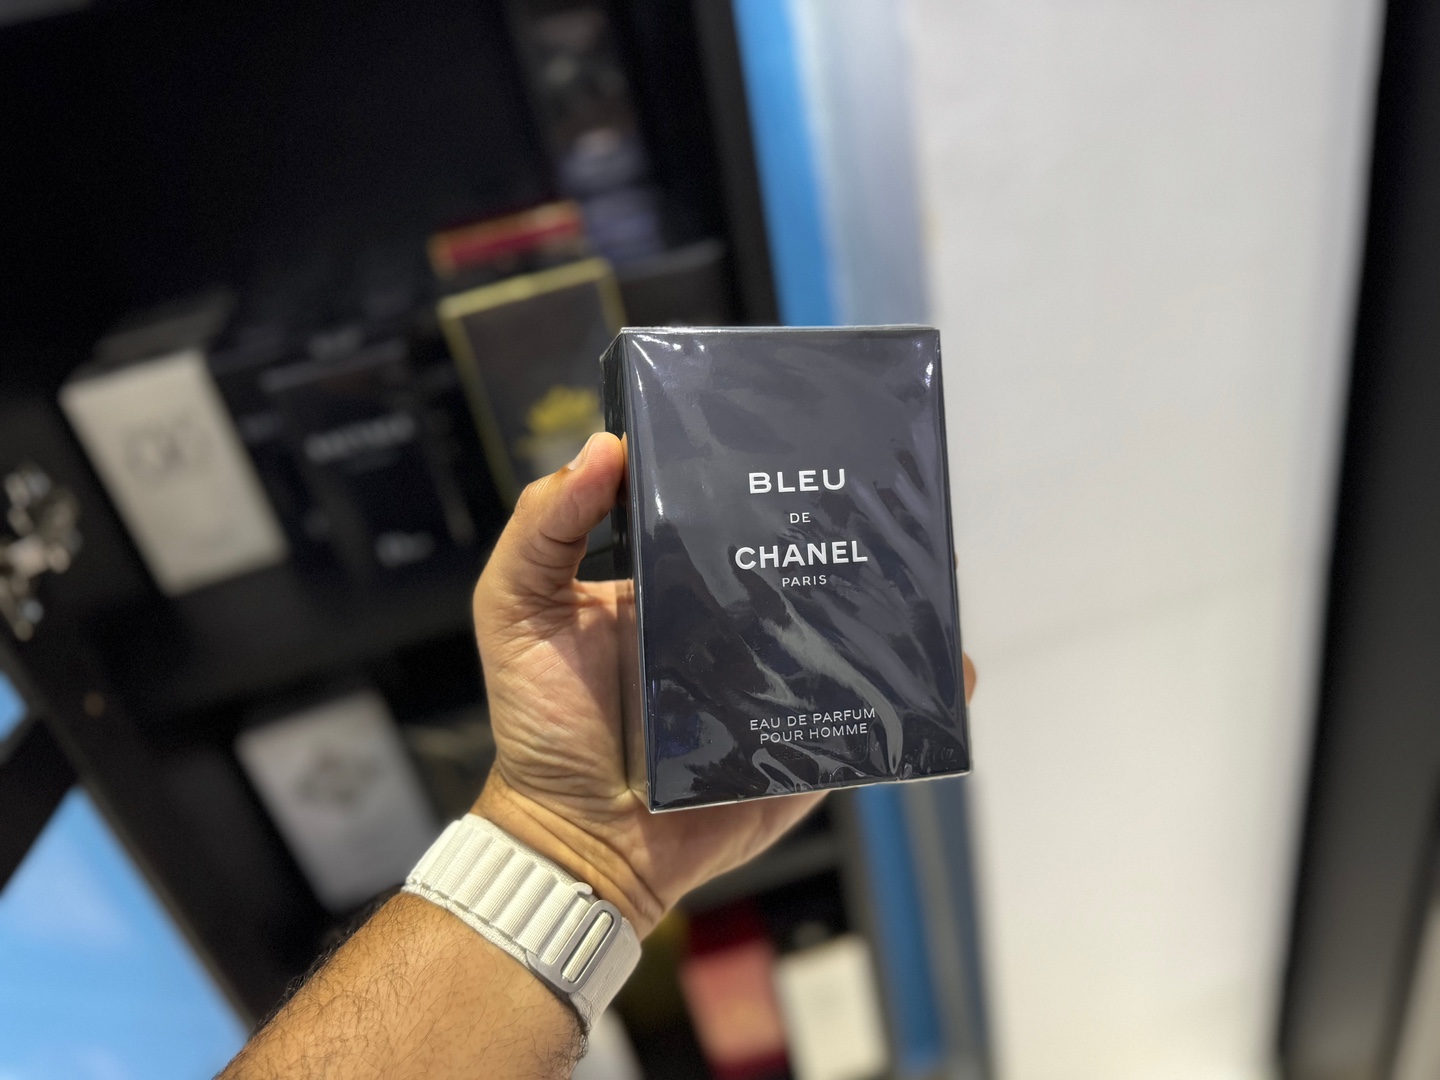 BLEU
DE
CHANEL
PARIS
EAU DE PARFUM
POUR HOMME